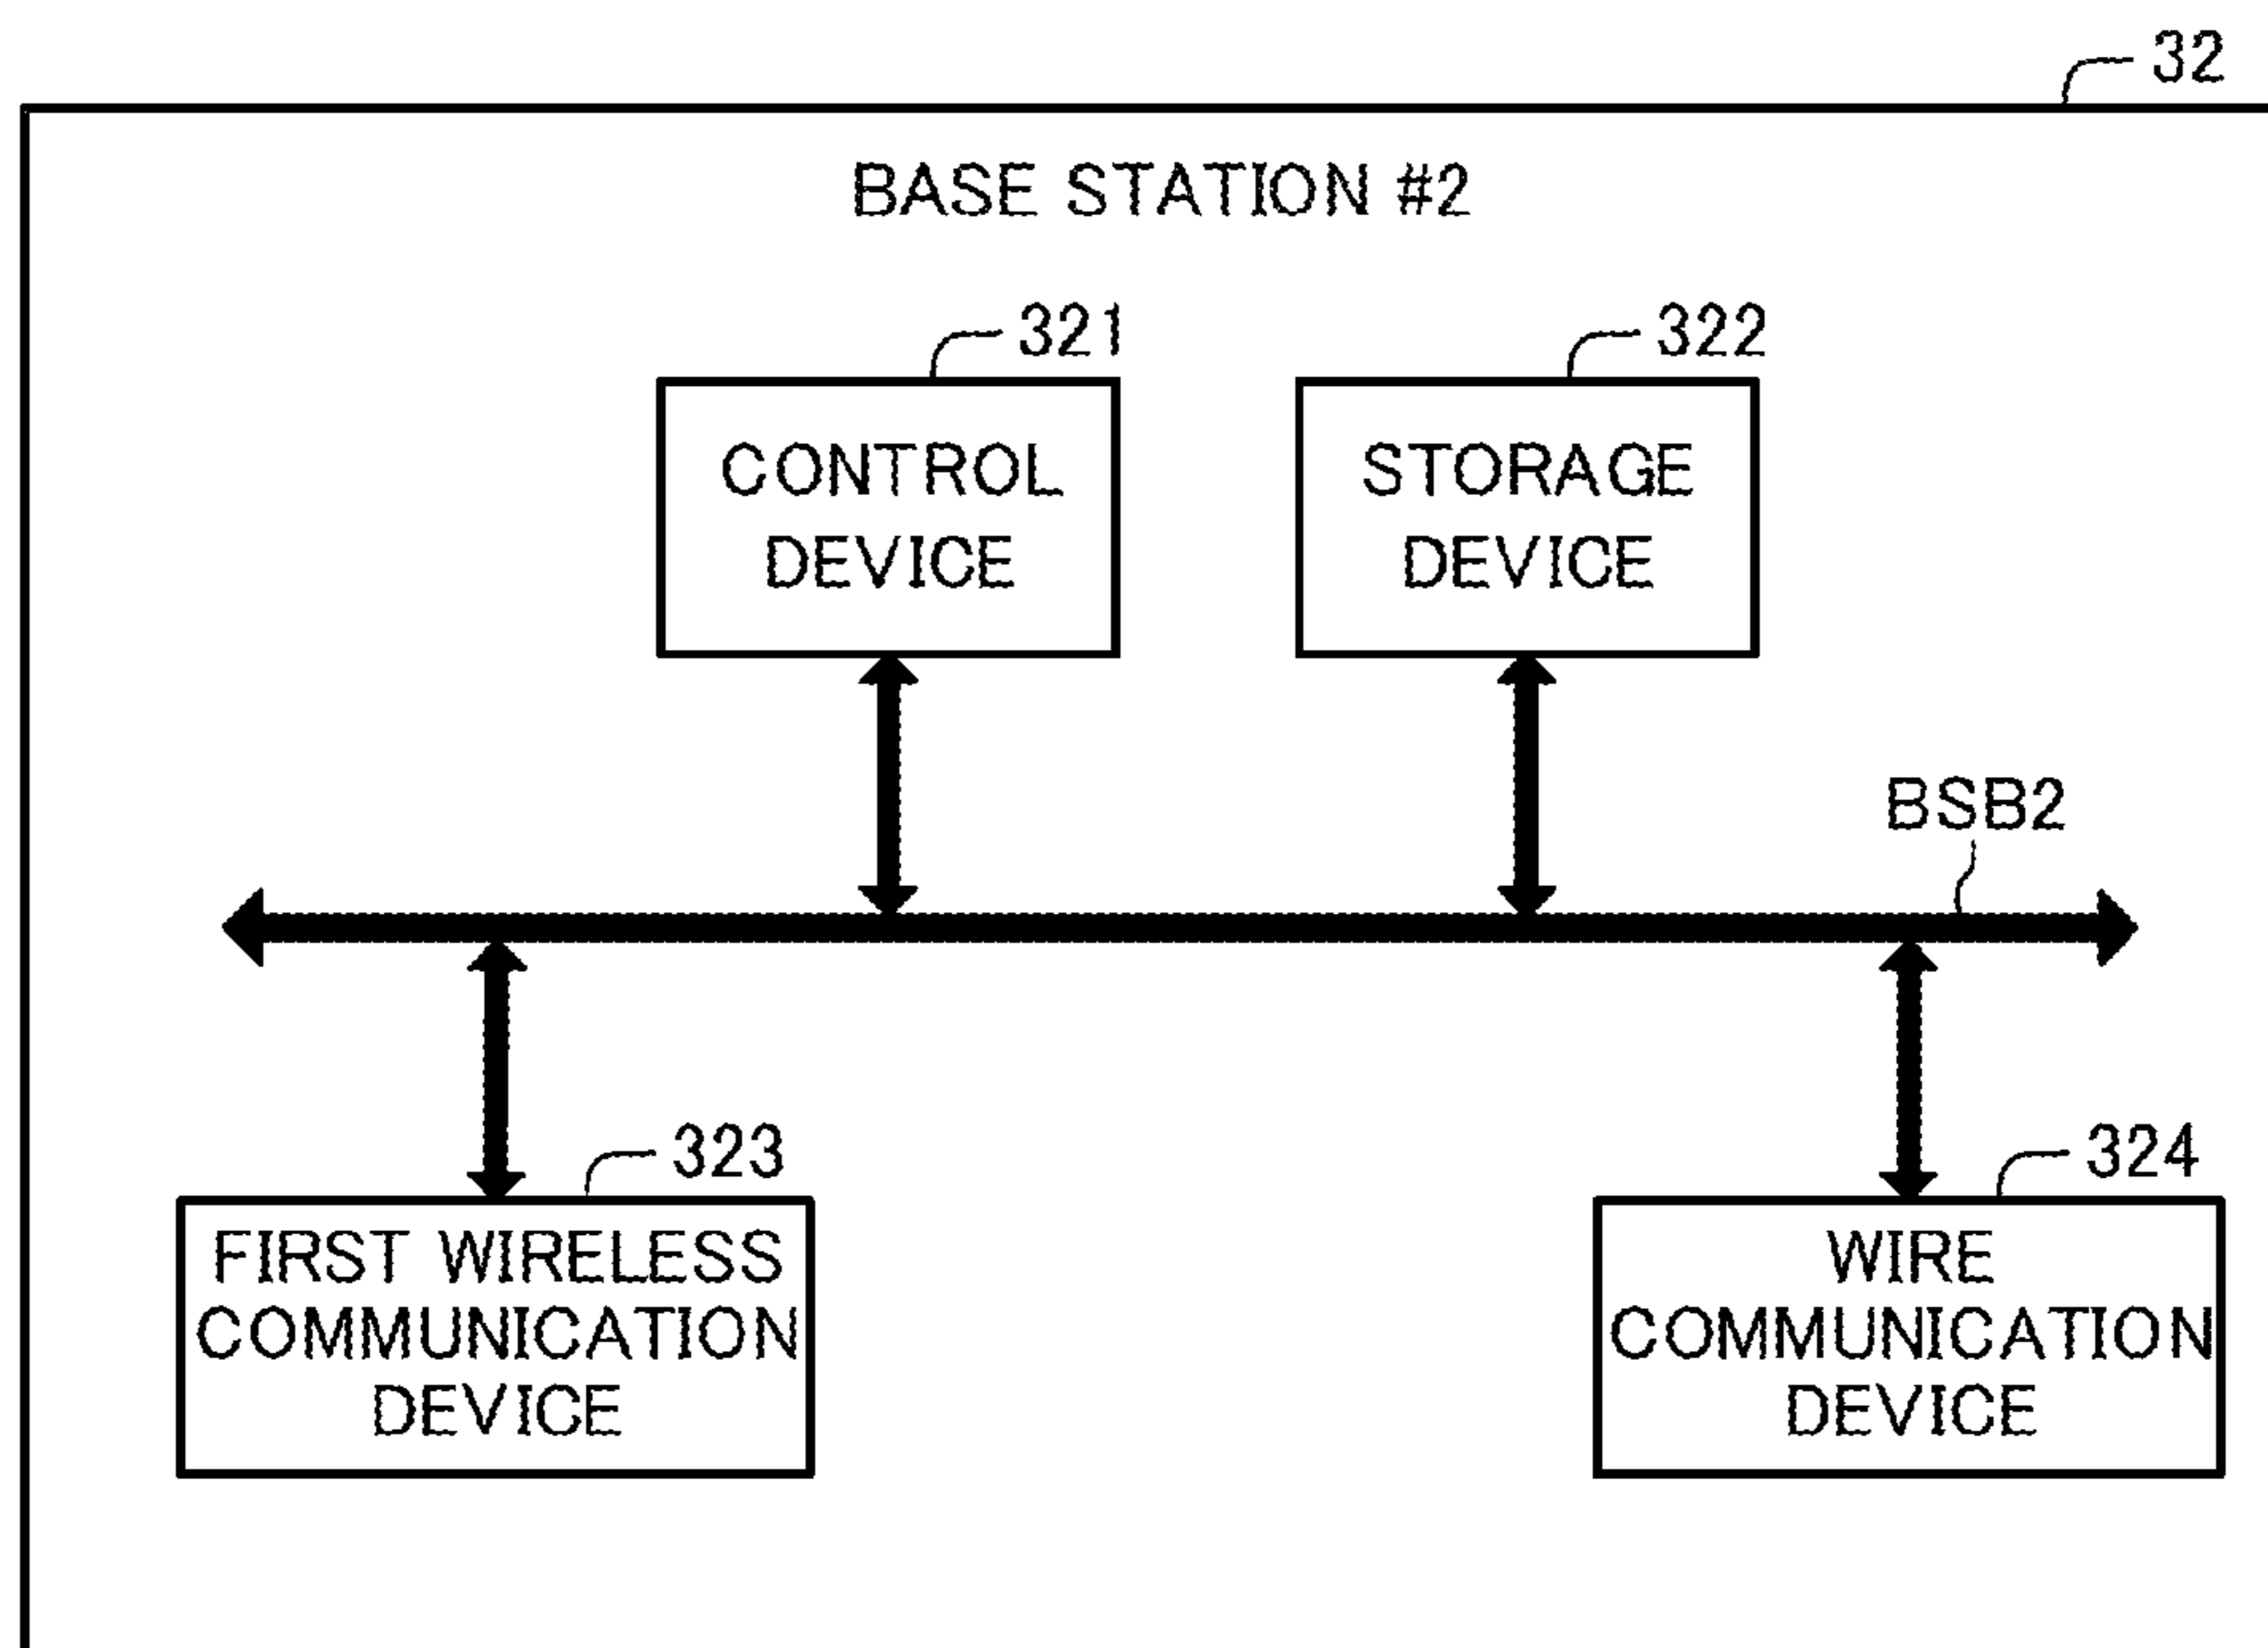 32
BASE STATION #2
321
322
CONTROL
DEVICE
STORAGE
DEVICE
BSB2
323
324
FIRST WIRELESS
COMMUNICATION
DEVICE
WIRE
COMMUNICATION
DEVICE